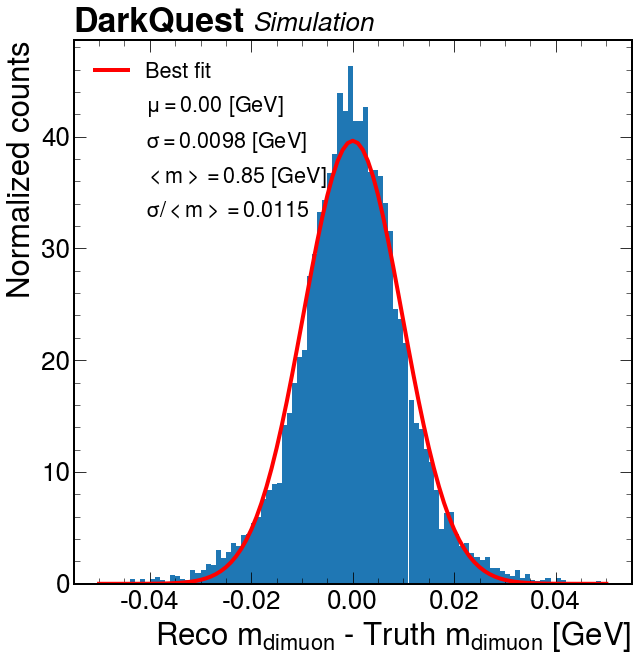 DarkQuest Simulation
Normalized counts
Best fit
μ = 0.00 [GeV]
σ = 0.0098 [GeV]
< m > = 0.85 [GeV]
σ/< m > = 0.0115
40
30
20
10
0
-0.04 -0.02 0.00 0.02 0.04
Reco m_dimuon - Truth m_dimuon [GeV]